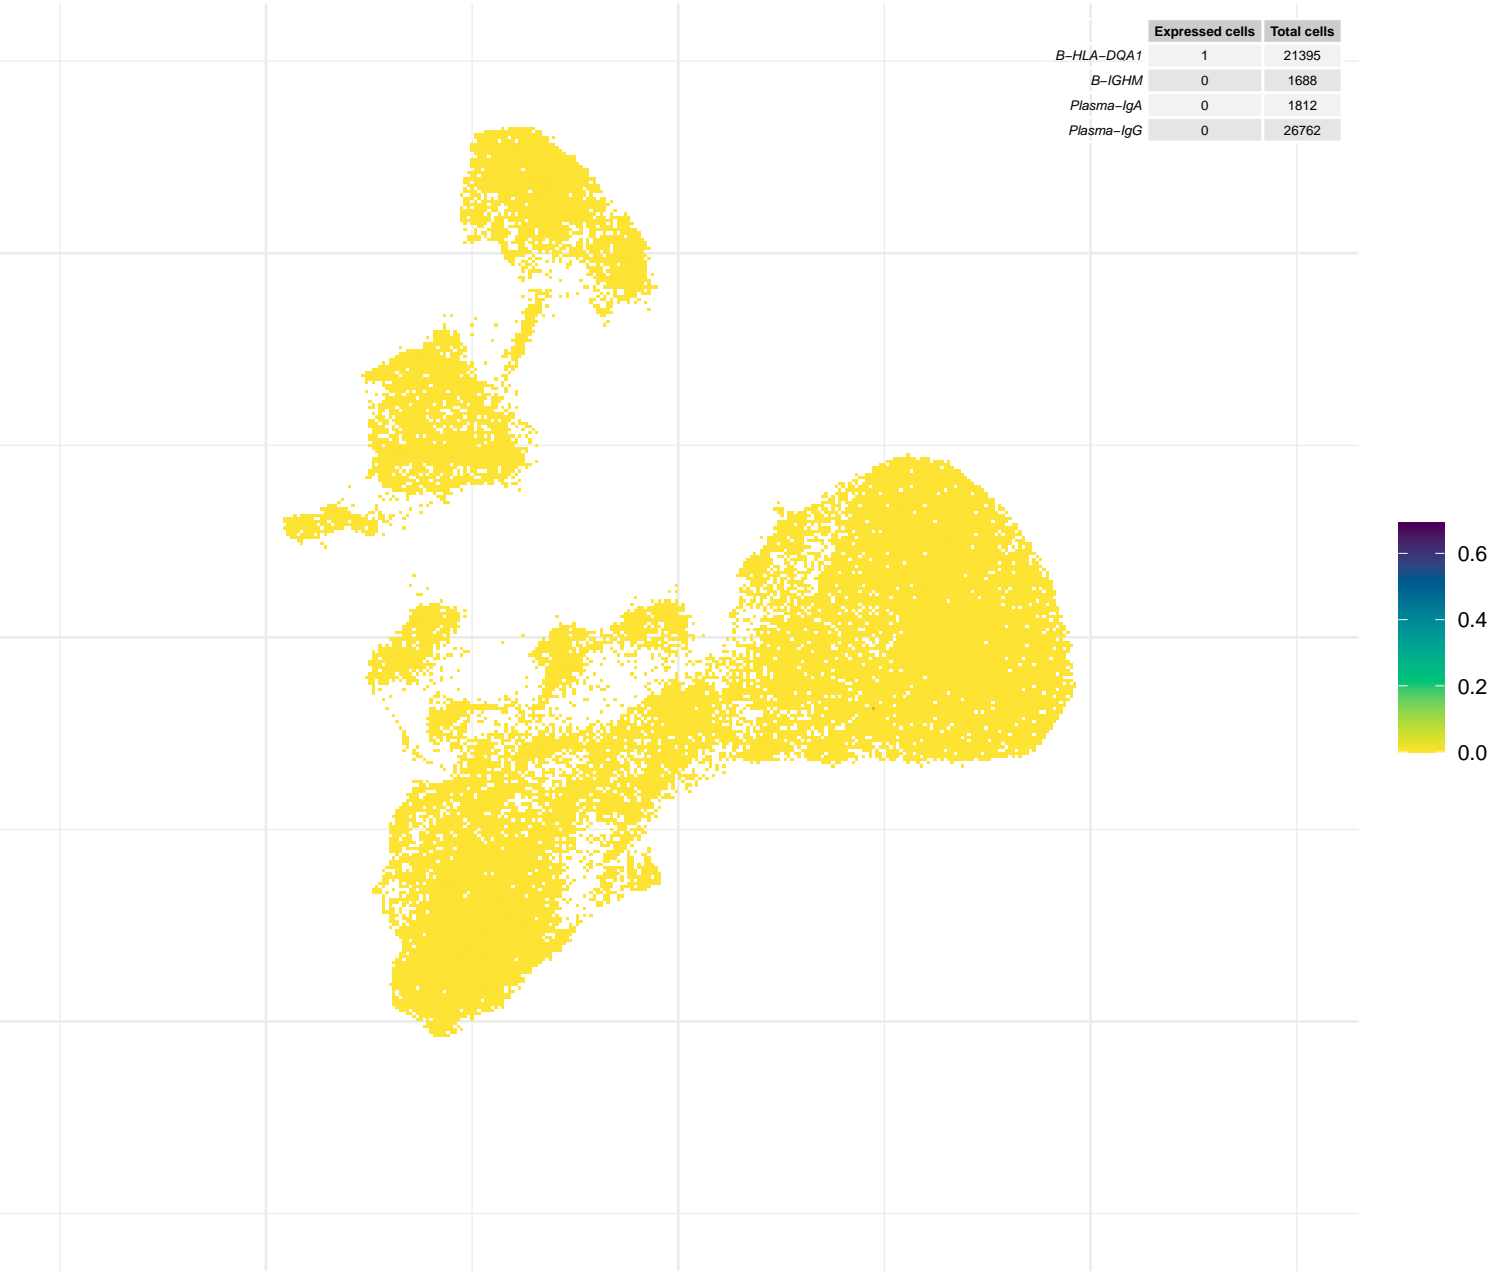 Expressed cells Total cells
B−HLA−DQA1 1 21395
B−IGHM 0 1688
Plasma−IgA 0 1812
Plasma−IgG 0 26762
0.6
0.4
0.2
0.0